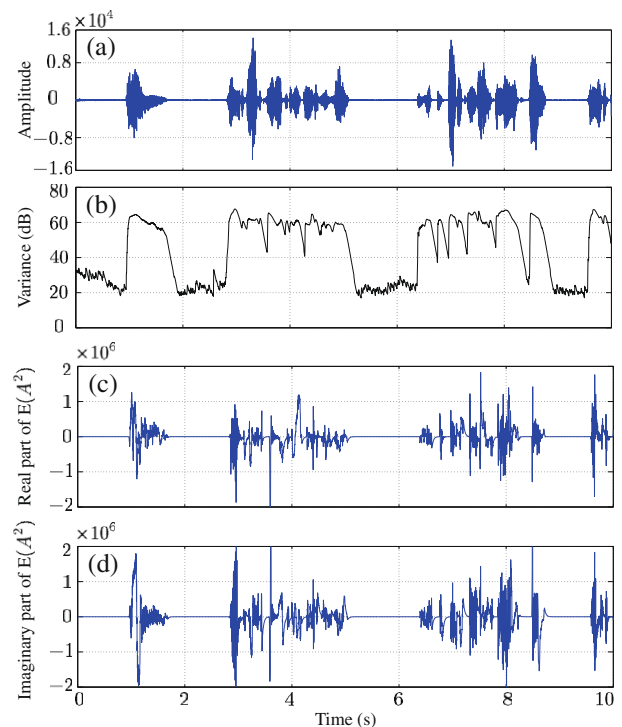 ×10⁴
(a)
Amplitude
1.6
0.8
0
−0.8
−1.6
(b)
Variance (dB)
80
60
40
20
0
×10⁶
(c)
Real part of E(A²)
2
1
0
−1
−2
×10⁶
(d)
Imaginary part of E(A²)
2
1
0
−1
−2
0 2 4 6 8 10
Time (s)